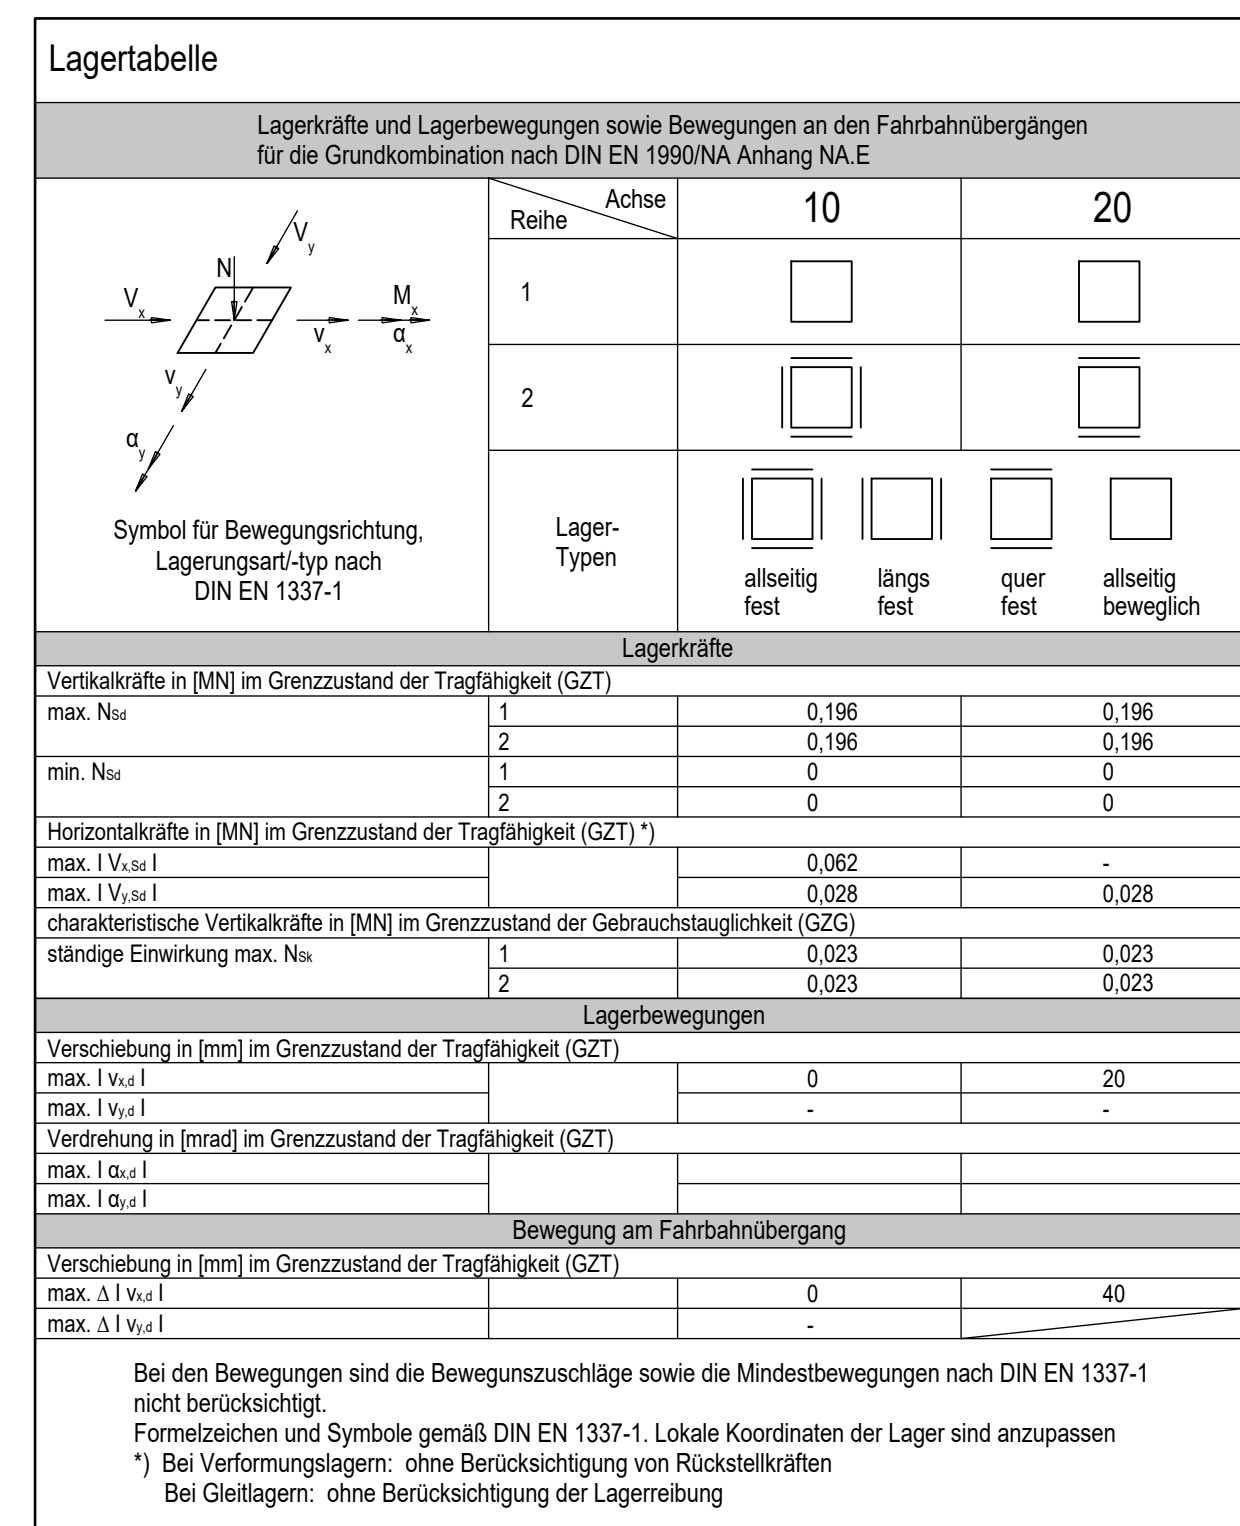 Lagertabelle
Lagerkräfte und Lagerbewegungen sowie Bewegungen an den Fahrbahnübergängen
für die Grundkombination nach DIN EN 1990/NA Anhang NA.E
Achse
Reihe
10
20
V y
N
V x
v x
M x
α x
v y
α y
Symbol für Bewegungsrichtung,
Lagerungsart/-typ nach
DIN EN 1337-1
1
2
Lager-
Typen
allseitig
fest
längs
fest
quer
fest
allseitig
beweglich
Lagerkräfte
Vertikalkräfte in [MN] im Grenzzustand der Tragfähigkeit (GZT)
max. NSd 1 0,196 0,196
2 0,196 0,196
min. NSd 1 0 0
2 0 0
Horizontalkräfte in [MN] im Grenzzustand der Tragfähigkeit (GZT) *)
max. I Vx,Sd I 0,062 -
max. I Vy,Sd I 0,028 0,028
charakteristische Vertikalkräfte in [MN] im Grenzzustand der Gebrauchstauglichkeit (GZG)
ständige Einwirkung max. NSk 1 0,023 0,023
2 0,023 0,023
Lagerbewegungen
Verschiebung in [mm] im Grenzzustand der Tragfähigkeit (GZT)
max. I vx,d I 0 20
max. I vy,d I - -
Verdrehung in [mrad] im Grenzzustand der Tragfähigkeit (GZT)
max. I αx,d I
max. I αy,d I
Bewegung am Fahrbahnübergang
Verschiebung in [mm] im Grenzzustand der Tragfähigkeit (GZT)
max. Δ I vx,d I 0 40
max. Δ I vy,d I -
Bei den Bewegungen sind die Bewegunszuschläge sowie die Mindestbewegungen nach DIN EN 1337-1
nicht berücksichtigt.
Formelzeichen und Symbole gemäß DIN EN 1337-1. Lokale Koordinaten der Lager sind anzupassen
*) Bei Verformungslagern: ohne Berücksichtigung von Rückstellkräften
Bei Gleitlagern: ohne Berücksichtigung der Lagerreibung